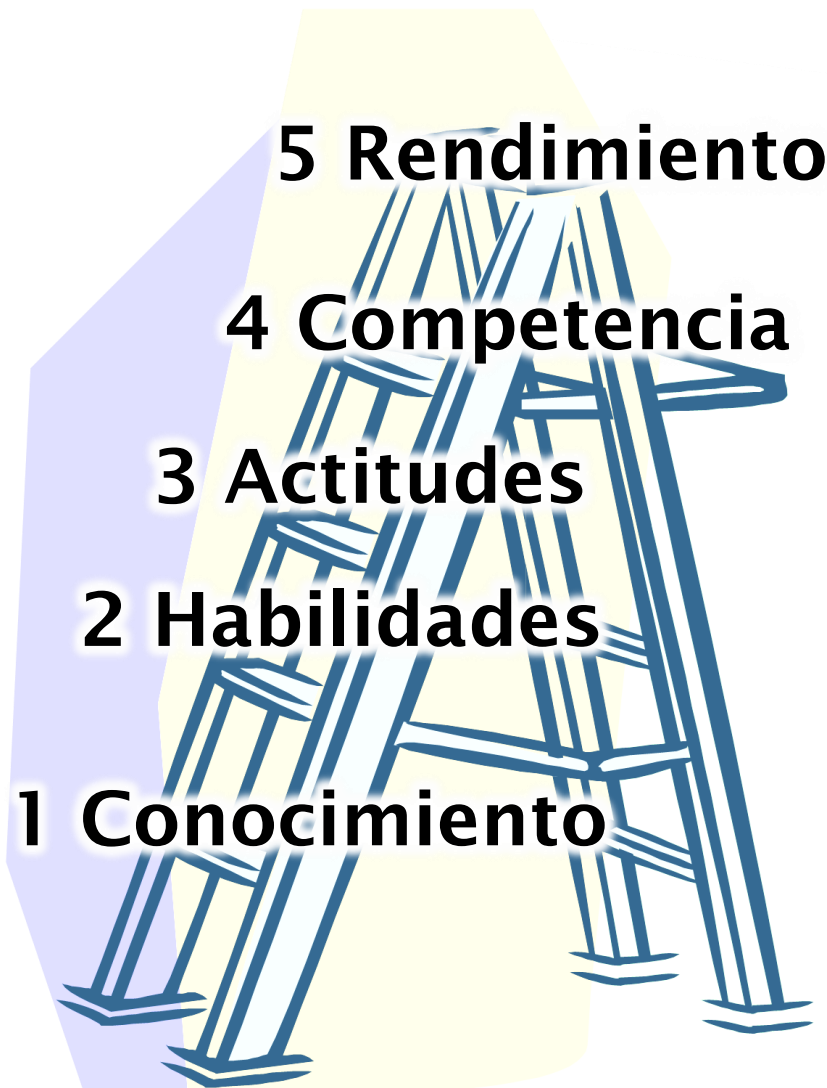 5 Rendimiento
4 Competencia
3 Actitudes
2 Habilidades
1 Conocimiento